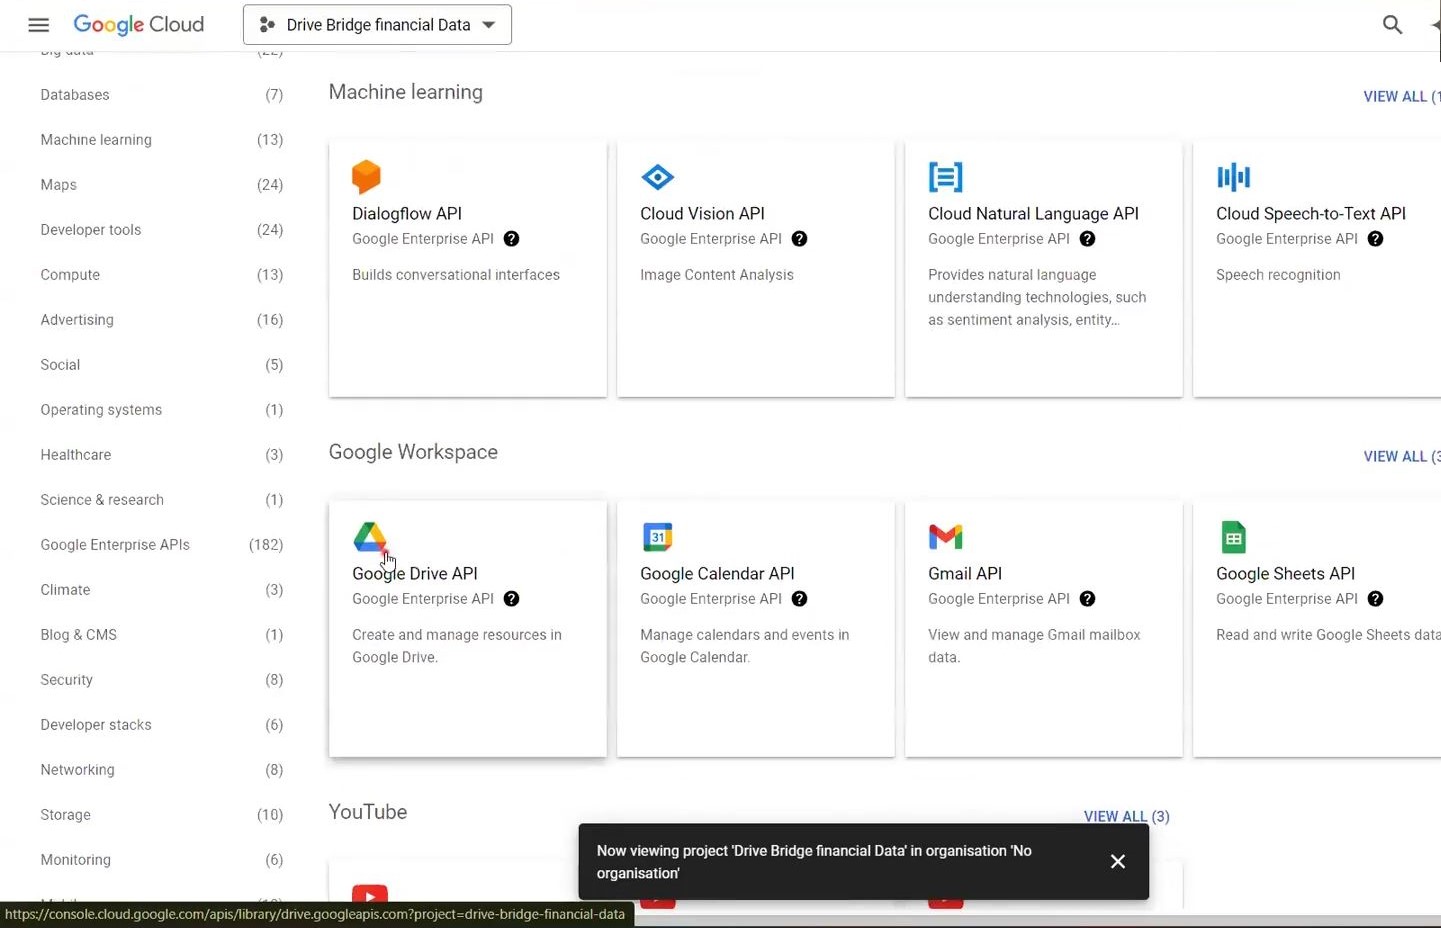 Google Cloud
Drive Bridge financial Data
Big data (22)
Databases (7)
Machine learning (13)
Maps (24)
Developer tools (24)
Compute (13)
Advertising (16)
Social (5)
Operating systems (1)
Healthcare (3)
Science & research (1)
Google Enterprise APIs (182)
Climate (3)
Blog & CMS (1)
Security (8)
Developer stacks (6)
Networking (8)
Storage (10)
Monitoring (6)
Machine learning
VIEW ALL (1
Dialogflow API
Google Enterprise API
Builds conversational interfaces
Cloud Vision API
Google Enterprise API
Image Content Analysis
Cloud Natural Language API
Google Enterprise API
Provides natural language
understanding technologies, such
as sentiment analysis, entity...
Cloud Speech-to-Text API
Google Enterprise API
Speech recognition
Google Workspace
VIEW ALL (3
Google Drive API
Google Enterprise API
Create and manage resources in
Google Drive.
31
Google Calendar API
Google Enterprise API
Manage calendars and events in
Google Calendar.
Gmail API
Google Enterprise API
View and manage Gmail mailbox
data.
Google Sheets API
Google Enterprise API
Read and write Google Sheets data
YouTube
VIEW ALL (3)
Now viewing project 'Drive Bridge financial Data' in organisation 'No
organisation'
https://console.cloud.google.com/apis/library/drive.googleapis.com?project=drive-bridge-financial-data